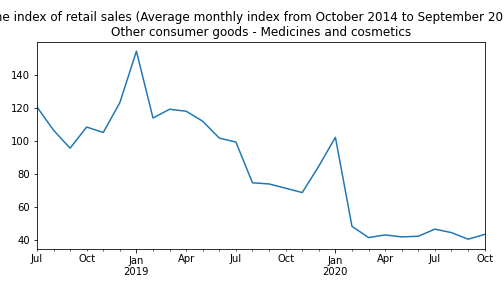 ne index of retail sales (Average monthly index from October 2014 to September 20
Other consumer goods - Medicines and cosmetics
140
120
100
80
60
40
Jul
Oct
Jan
2019
Apr
Jul
Oct
Jan
2020
Apr
Jul
Oct